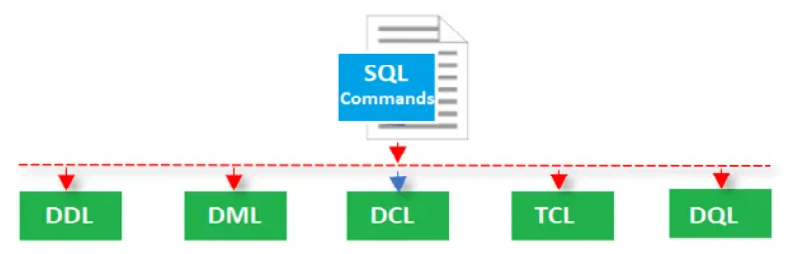 SQL
Commands
DDL
DML
DCL
TCL
DQL